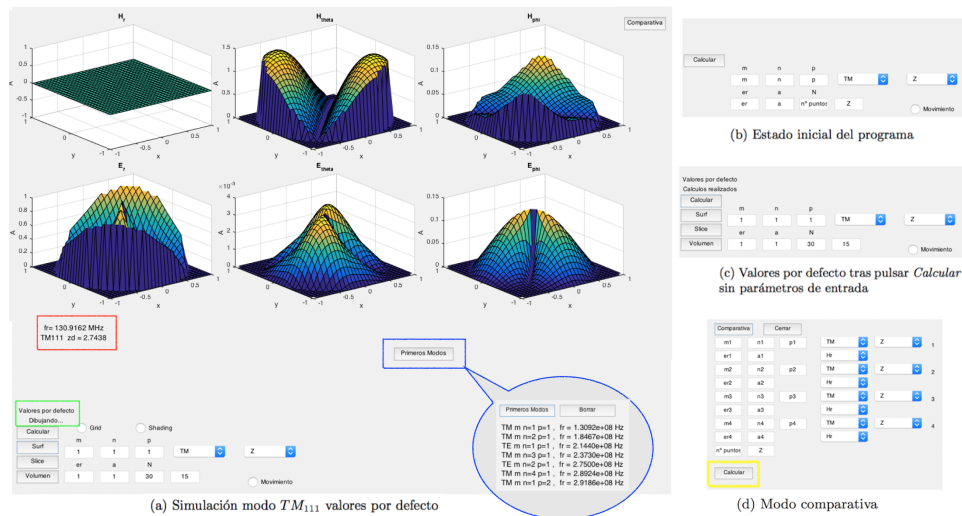 H_r
H_theta
H_phi
Comparativa
E_r
E_theta
E_phi
fr= 130.9162 MHz
TM111 zd = 2.7438
Primeros Modos
Primeros Modos Borrar
TM m n=1 p=1 , fr = 1.3092e+08 Hz
TM m n=2 p=1 , fr = 1.8467e+08 Hz
TE m n=1 p=1 , fr = 2.1440e+08 Hz
TM m n=3 p=1 , fr = 2.3730e+08 Hz
TE m n=2 p=1 , fr = 2.7500e+08 Hz
TM m n=4 p=1 , fr = 2.8924e+08 Hz
TM m n=1 p=2 , fr = 2.9186e+08 Hz
Valores por defecto
Dibujando...
Calcular Grid Shading
m n p
Surf 1 1 1 TM Z
Slice er a N
Volumen 1 1 30 15 Movimiento
(a) Simulación modo TM111 valores por defecto
Calcular
m n p
m n p TM Z
er a N
er a nº puntos Z Movimiento
(b) Estado inicial del programa
Valores por defecto
Calculos realizados
Calcular
m n p
Surf 1 1 1 TM Z
Slice er a N
Volumen 1 1 30 15 Movimiento
(c) Valores por defecto tras pulsar Calcular
sin parámetros de entrada
Comparativa Cerrar
m1 n1 p1 TM Z 1
er1 a1 Hr
m2 n2 p2 TM Z 2
er2 a2 Hr
m3 n3 p3 TM Z 3
er3 a3 Hr
m4 n4 p4 TM Z 4
er4 a4 Hr
nº puntos Z
Calcular
(d) Modo comparativa